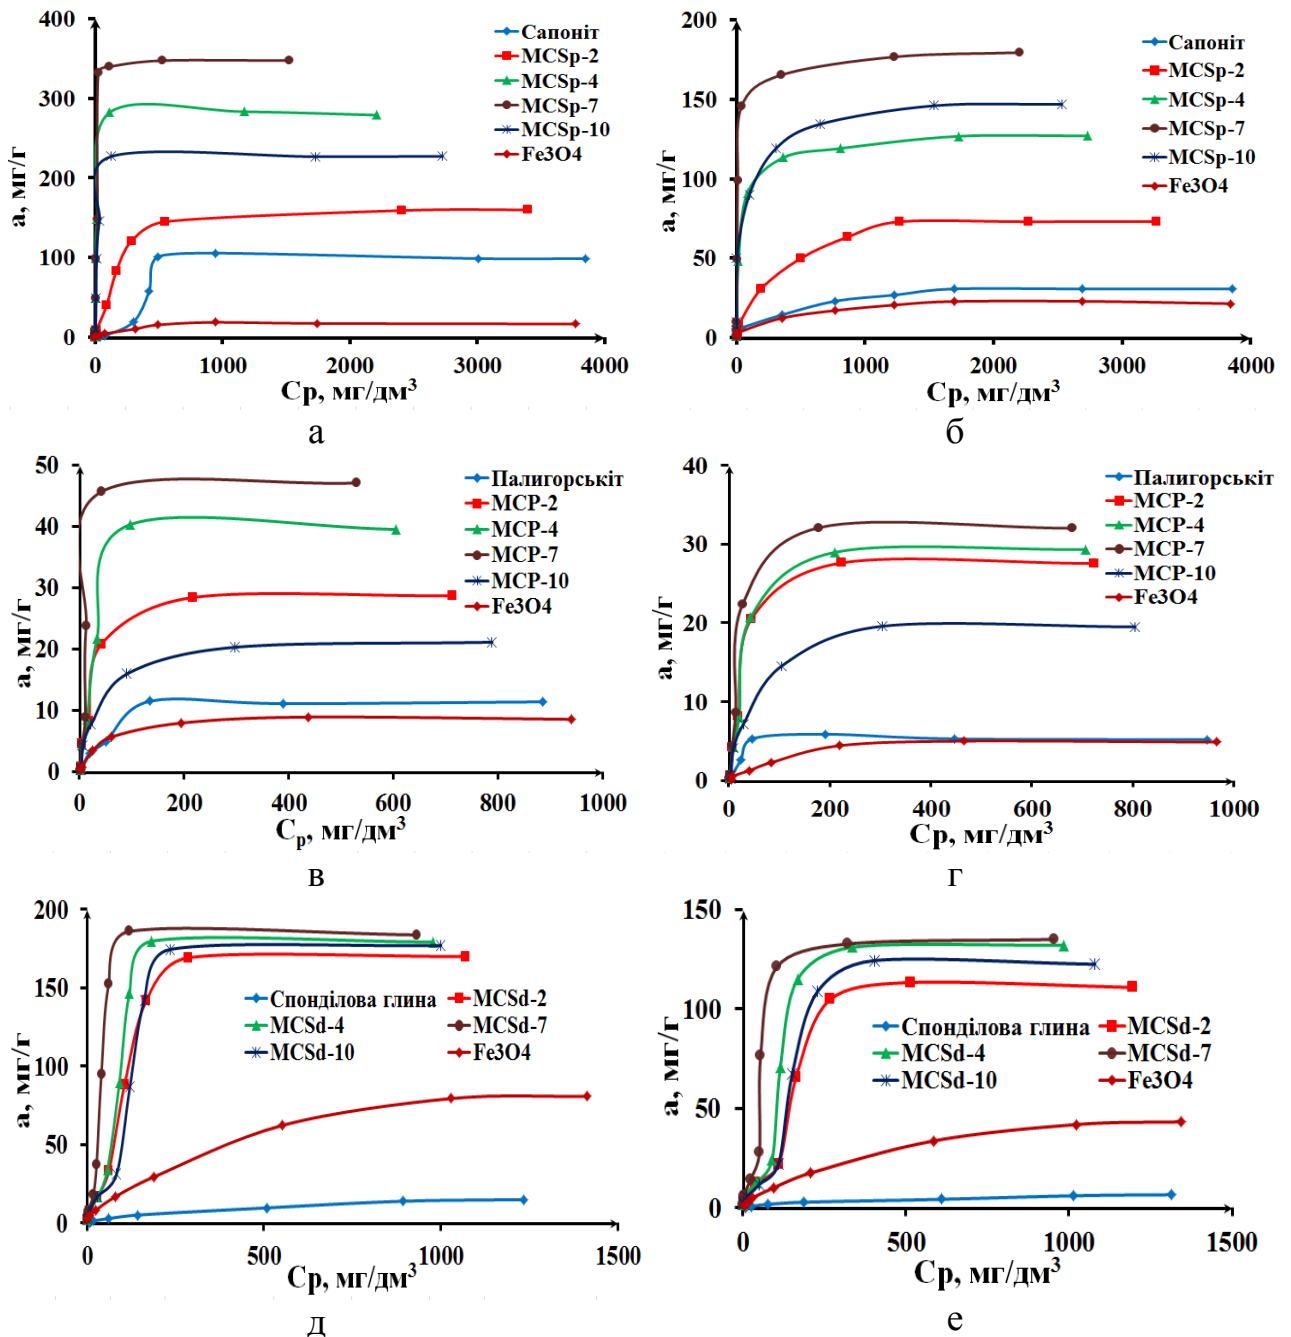 400
300
200
100
0
0
1000
2000
3000
4000
а, мг/г
Ср, мг/дм³
Сапоніт
MCSp-2
MCSp-4
MCSp-7
MCSp-10
Fe3O4
а
200
150
100
50
0
0
1000
2000
3000
4000
а, мг/г
Ср, мг/дм³
Сапоніт
MCSp-2
MCSp-4
MCSp-7
MCSp-10
Fe3O4
б
50
40
30
20
10
0
0
200
400
600
800
1000
а, мг/г
Ср, мг/дм³
Палигорськіт
MCP-2
MCP-4
MCP-7
MCP-10
Fe3O4
в
40
30
20
10
0
0
200
400
600
800
1000
а, мг/г
Ср, мг/дм³
Палигорськіт
MCP-2
MCP-4
MCP-7
MCP-10
Fe3O4
г
200
150
100
50
0
0
500
1000
1500
а, мг/г
Ср, мг/дм³
Спонділова глина MCSd-2
MCSd-4 MCSd-7
MCSd-10 Fe3O4
д
150
100
50
0
0
500
1000
1500
а, мг/г
Ср, мг/дм³
Спонділова глина MCSd-2
MCSd-4 MCSd-7
MCSd-10 Fe3O4
е